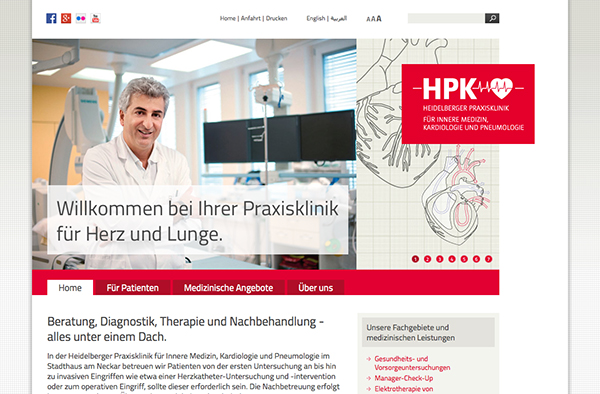 Home | Anfahrt | Drucken
English | العربية
A A A
HPK
HEIDELBERGER PRAXISKLINIK
FÜR INNERE MEDIZIN,
KARDIOLOGIE UND PNEUMOLOGIE
Willkommen bei Ihrer Praxisklinik
für Herz und Lunge.
1 2 3 4 5 6 7
Home
Für Patienten
Medizinische Angebote
Über uns
Beratung, Diagnostik, Therapie und Nachbehandlung -
alles unter einem Dach.
In der Heidelberger Praxisklinik für Innere Medizin, Kardiologie und Pneumologie im
Stadthaus am Neckar betreuen wir Patienten von der ersten Untersuchung an bis hin
zu invasiven Eingriffen wie etwa einer Herzkatheter-Untersuchung und -intervention
oder zum operativen Eingriff, sollte dieser erforderlich sein. Die Nachbetreuung erfolgt
Unsere Fachgebiete und
medizinischen Leistungen
Gesundheits- und
Vorsorgeuntersuchungen
Manager-Check-Up
Elektrotherapie von